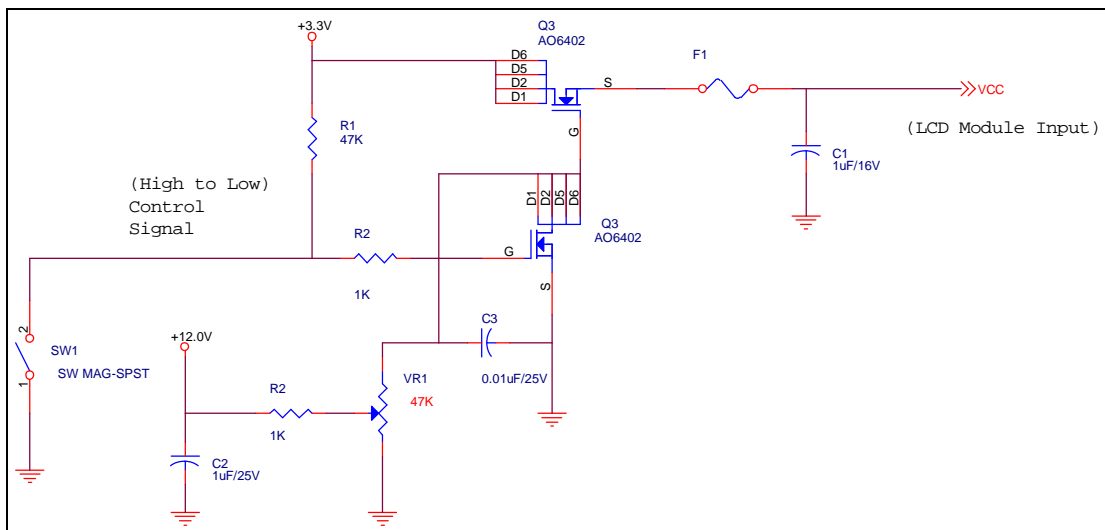 +3.3V
Q3
AO6402
D6
D5
D2
D1
S
G
F1
VCC
(LCD Module Input)
R1
47K
C1
1uF/16V
(High to Low)
Control
Signal
D1
D2
D5
D6
Q3
AO6402
G
S
R2
1K
2
1
SW1
SW MAG-SPST
+12.0V
C3
0.01uF/25V
R2
1K
VR1
47K
C2
1uF/25V